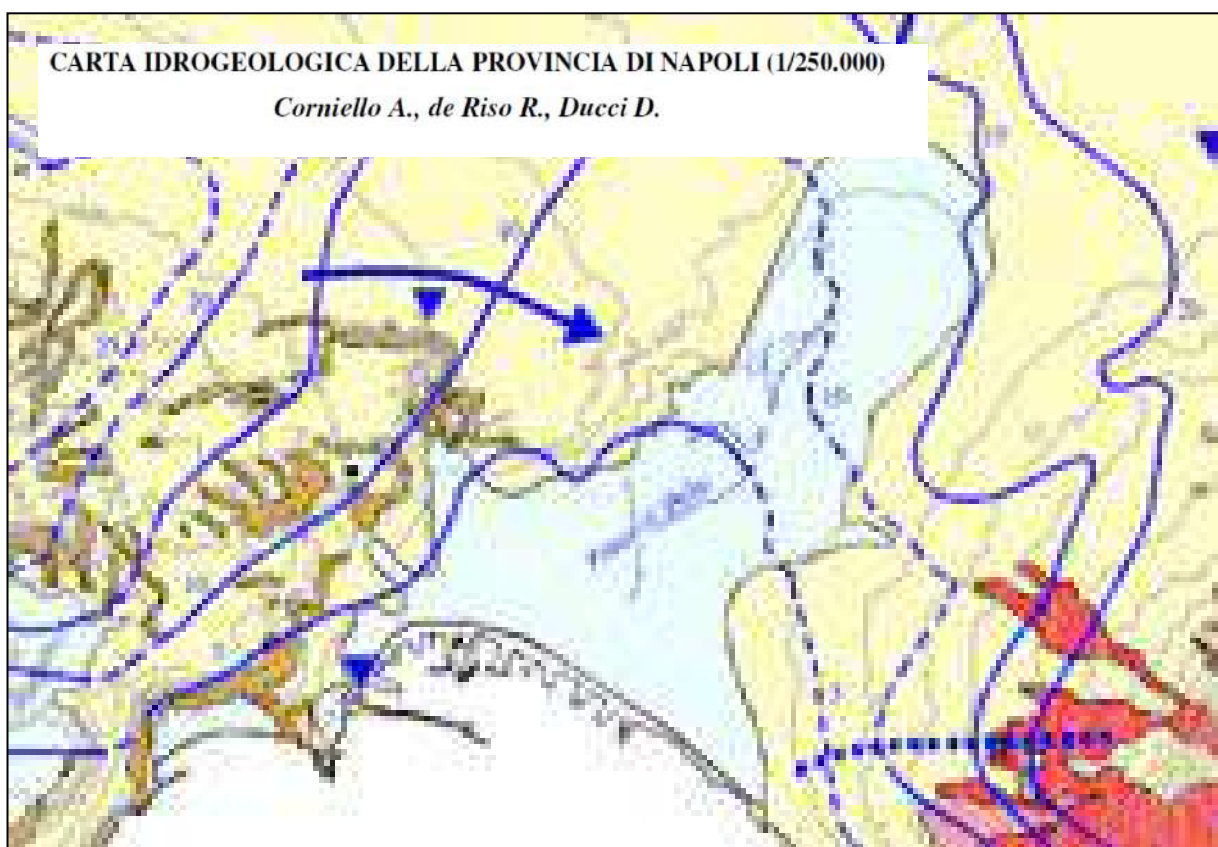 CARTA IDROGEOLOGICA DELLA PROVINCIA DI NAPOLI (1/250.000)
Corniello A., de Riso R., Ducci D.